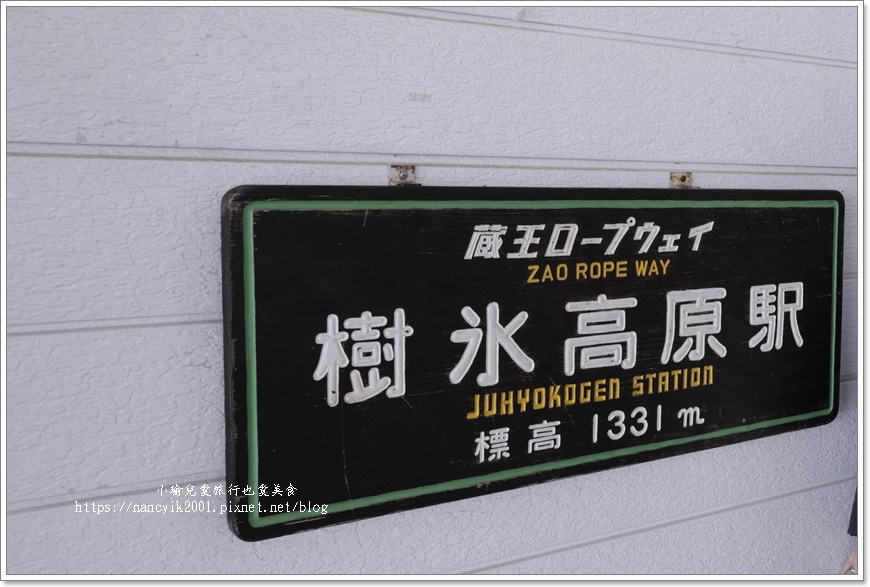 蔵王ロープウェイ
ZAO ROPE WAY
樹氷高原駅
JUHYOKOGEN STATION
標高 1331m
小瑜兒愛旅行也愛美食
https://nancyik2001.pixnet.net/blog